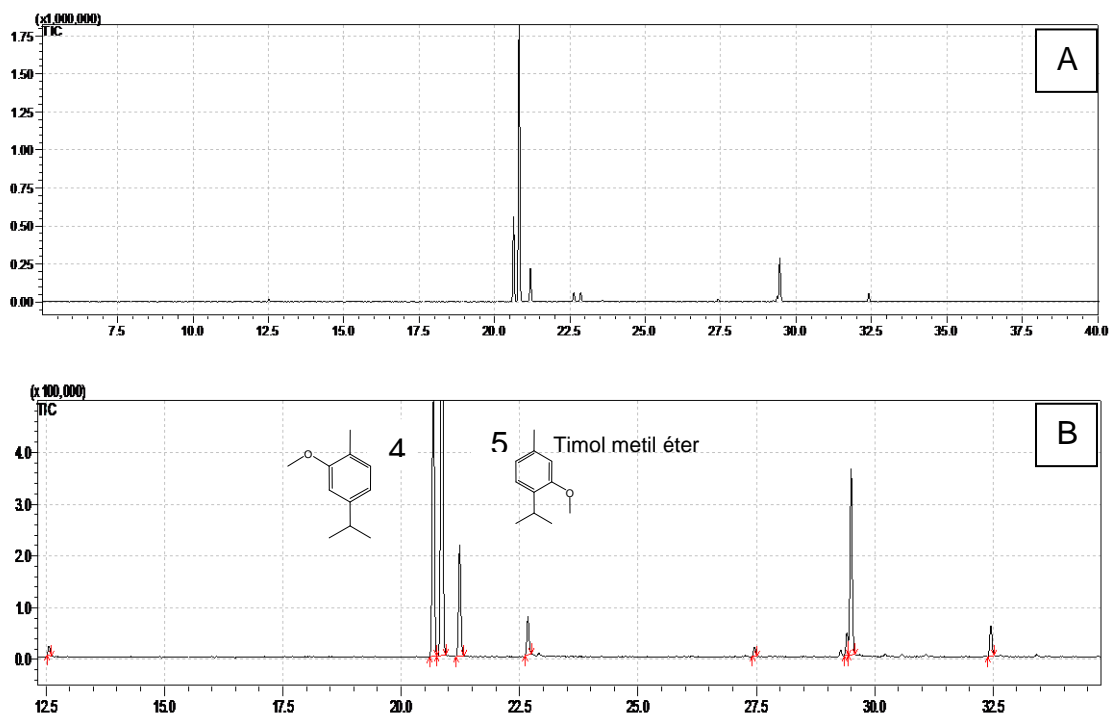 (x1,000,000)
TIC
A
1.75
1.50
1.25
1.00
0.75
0.50
0.25
0.00
7.5 10.0 12.5 15.0 17.5 20.0 22.5 25.0 27.5 30.0 32.5 35.0 37.5 40.0
(x100,000)
TIC
B
4 5 Timol metil éter
O
O
4.0
3.0
2.0
1.0
0.0
12.5 15.0 17.5 20.0 22.5 25.0 27.5 30.0 32.5